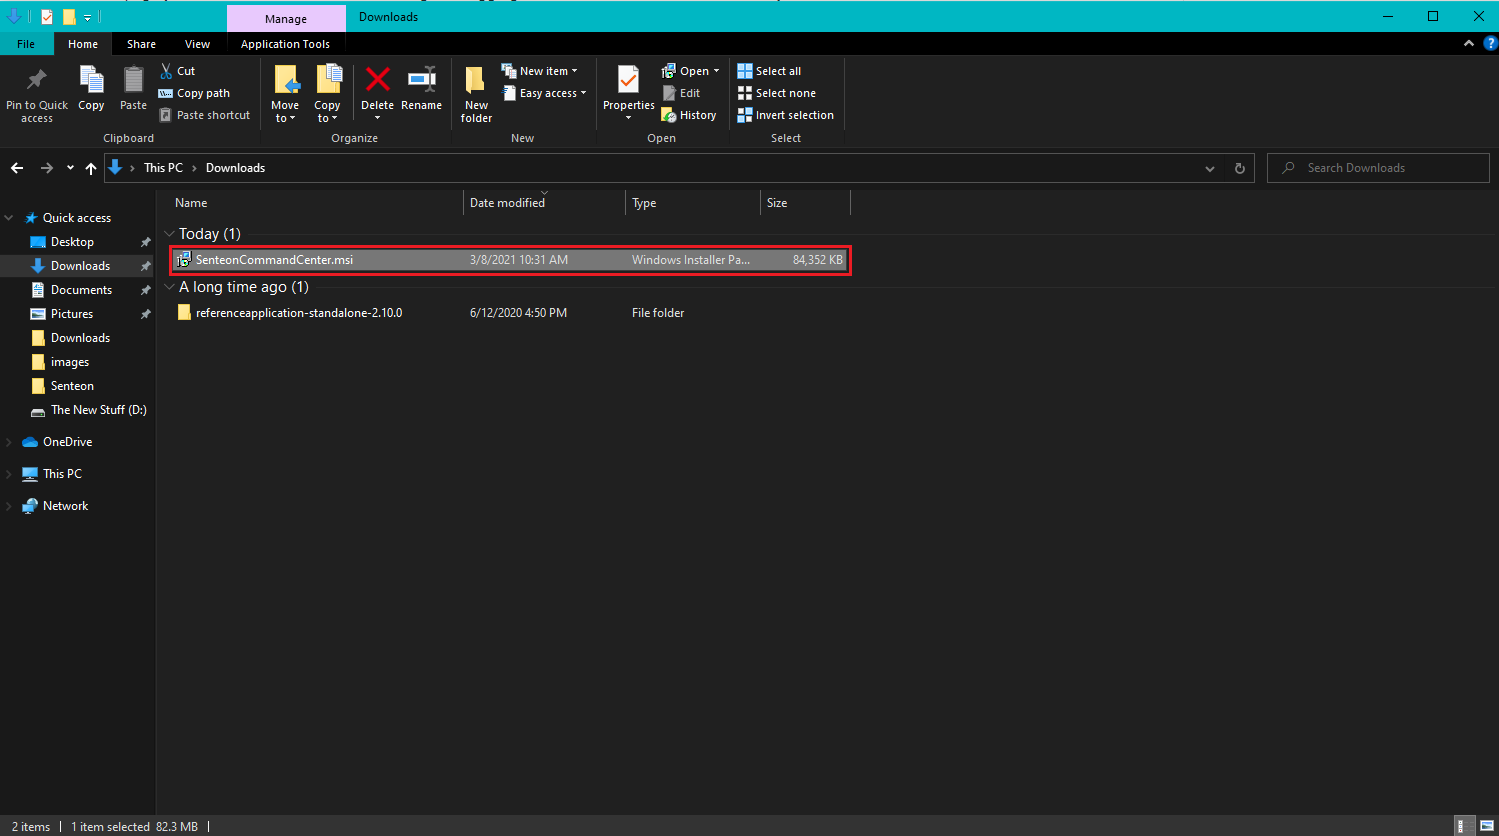 Manage
Downloads
File
Home
Share
View
Application Tools
Pin to Quick
access
Copy
Paste
Cut
Copy path
Paste shortcut
Clipboard
Move
to
Copy
to
Delete
Rename
Organize
New
folder
New item
Easy access
New
Properties
Open
Edit
History
Open
Select all
Select none
Invert selection
Select
This PC
Downloads
Search Downloads
Name
Date modified
Type
Size
Quick access
Desktop
Downloads
Documents
Pictures
Downloads
images
Senteon
The New Stuff (D:)
OneDrive
This PC
Network
Today (1)
SenteonCommandCenter.msi
3/8/2021 10:31 AM
Windows Installer Pa...
84,352 KB
A long time ago (1)
referenceapplication-standalone-2.10.0
6/12/2020 4:50 PM
File folder
2 items
1 item selected 82.3 MB